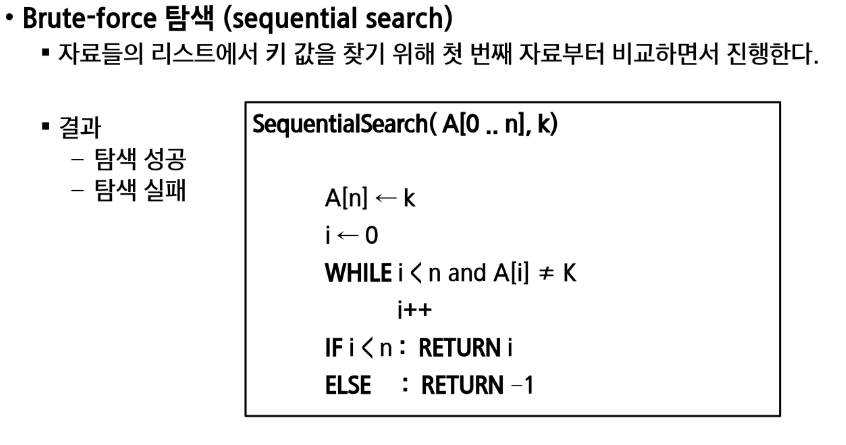 • Brute-force 탐색 (sequential search)
▪ 자료들의 리스트에서 키 값을 찾기 위해 첫 번째 자료부터 비교하면서 진행한다.
▪ 결과
– 탐색 성공
– 탐색 실패
SequentialSearch( A[0 .. n], k)
A[n] ← k
i ← 0
WHILE i < n and A[i] ≠ K
i++
IF i < n : RETURN i
ELSE : RETURN –1